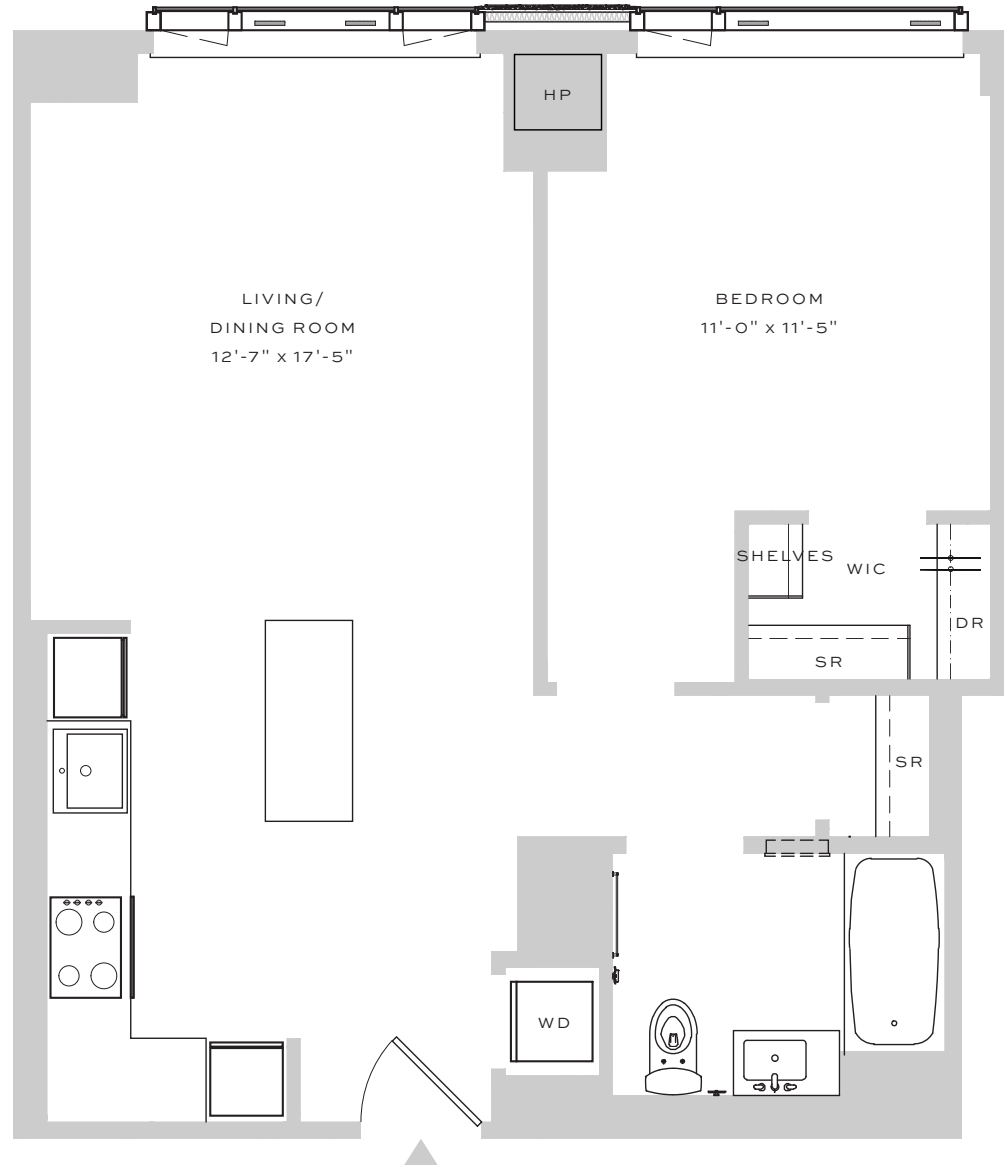 HP
LIVING/
DINING ROOM
12'-7" x 17'-5"
BEDROOM
11'-0" x 11'-5"
SHELVES
WIC
DR
SR
SR
WD